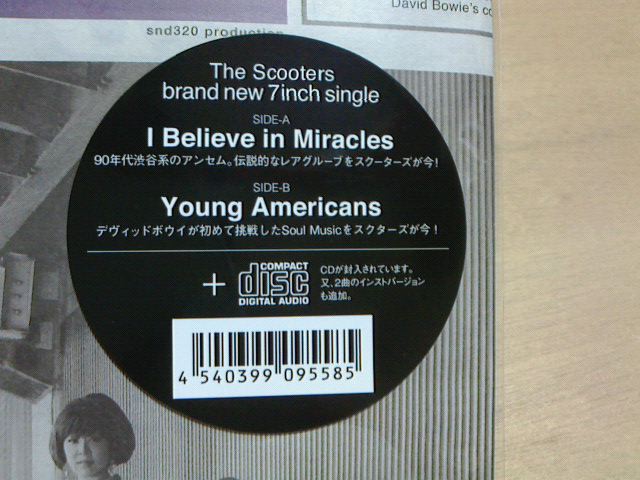 David Bowie's co
snd320 production
The Scooters
brand new 7inch single
SIDE-A
I Believe in Miracles
90年代渋谷系のアンセム。伝説的なレアグルーブをスクーターズが今!
SIDE-B
Young Americans
デヴィッドボウイが初めて挑戦したSoul Musicをスクターズが今!
+ COMPACT disc DIGITAL AUDIO
CDが封入されています。
又、2曲のインストバージョン
も追加。
4 540399 095585